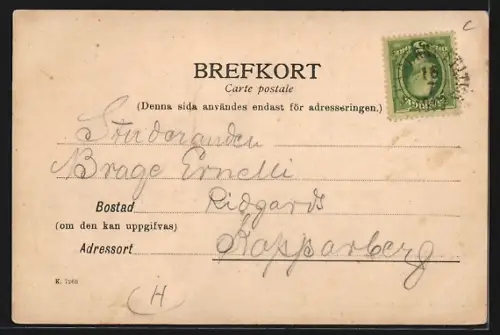 c
BREFKORT
Carte postale
(Denna sida användes endast för adresseringen.)
Studeranden
Brage Ernelli
Bostad Ridgards
(om den kan uppgifvas)
Adressort Kopparberg
K. 7260
(H)